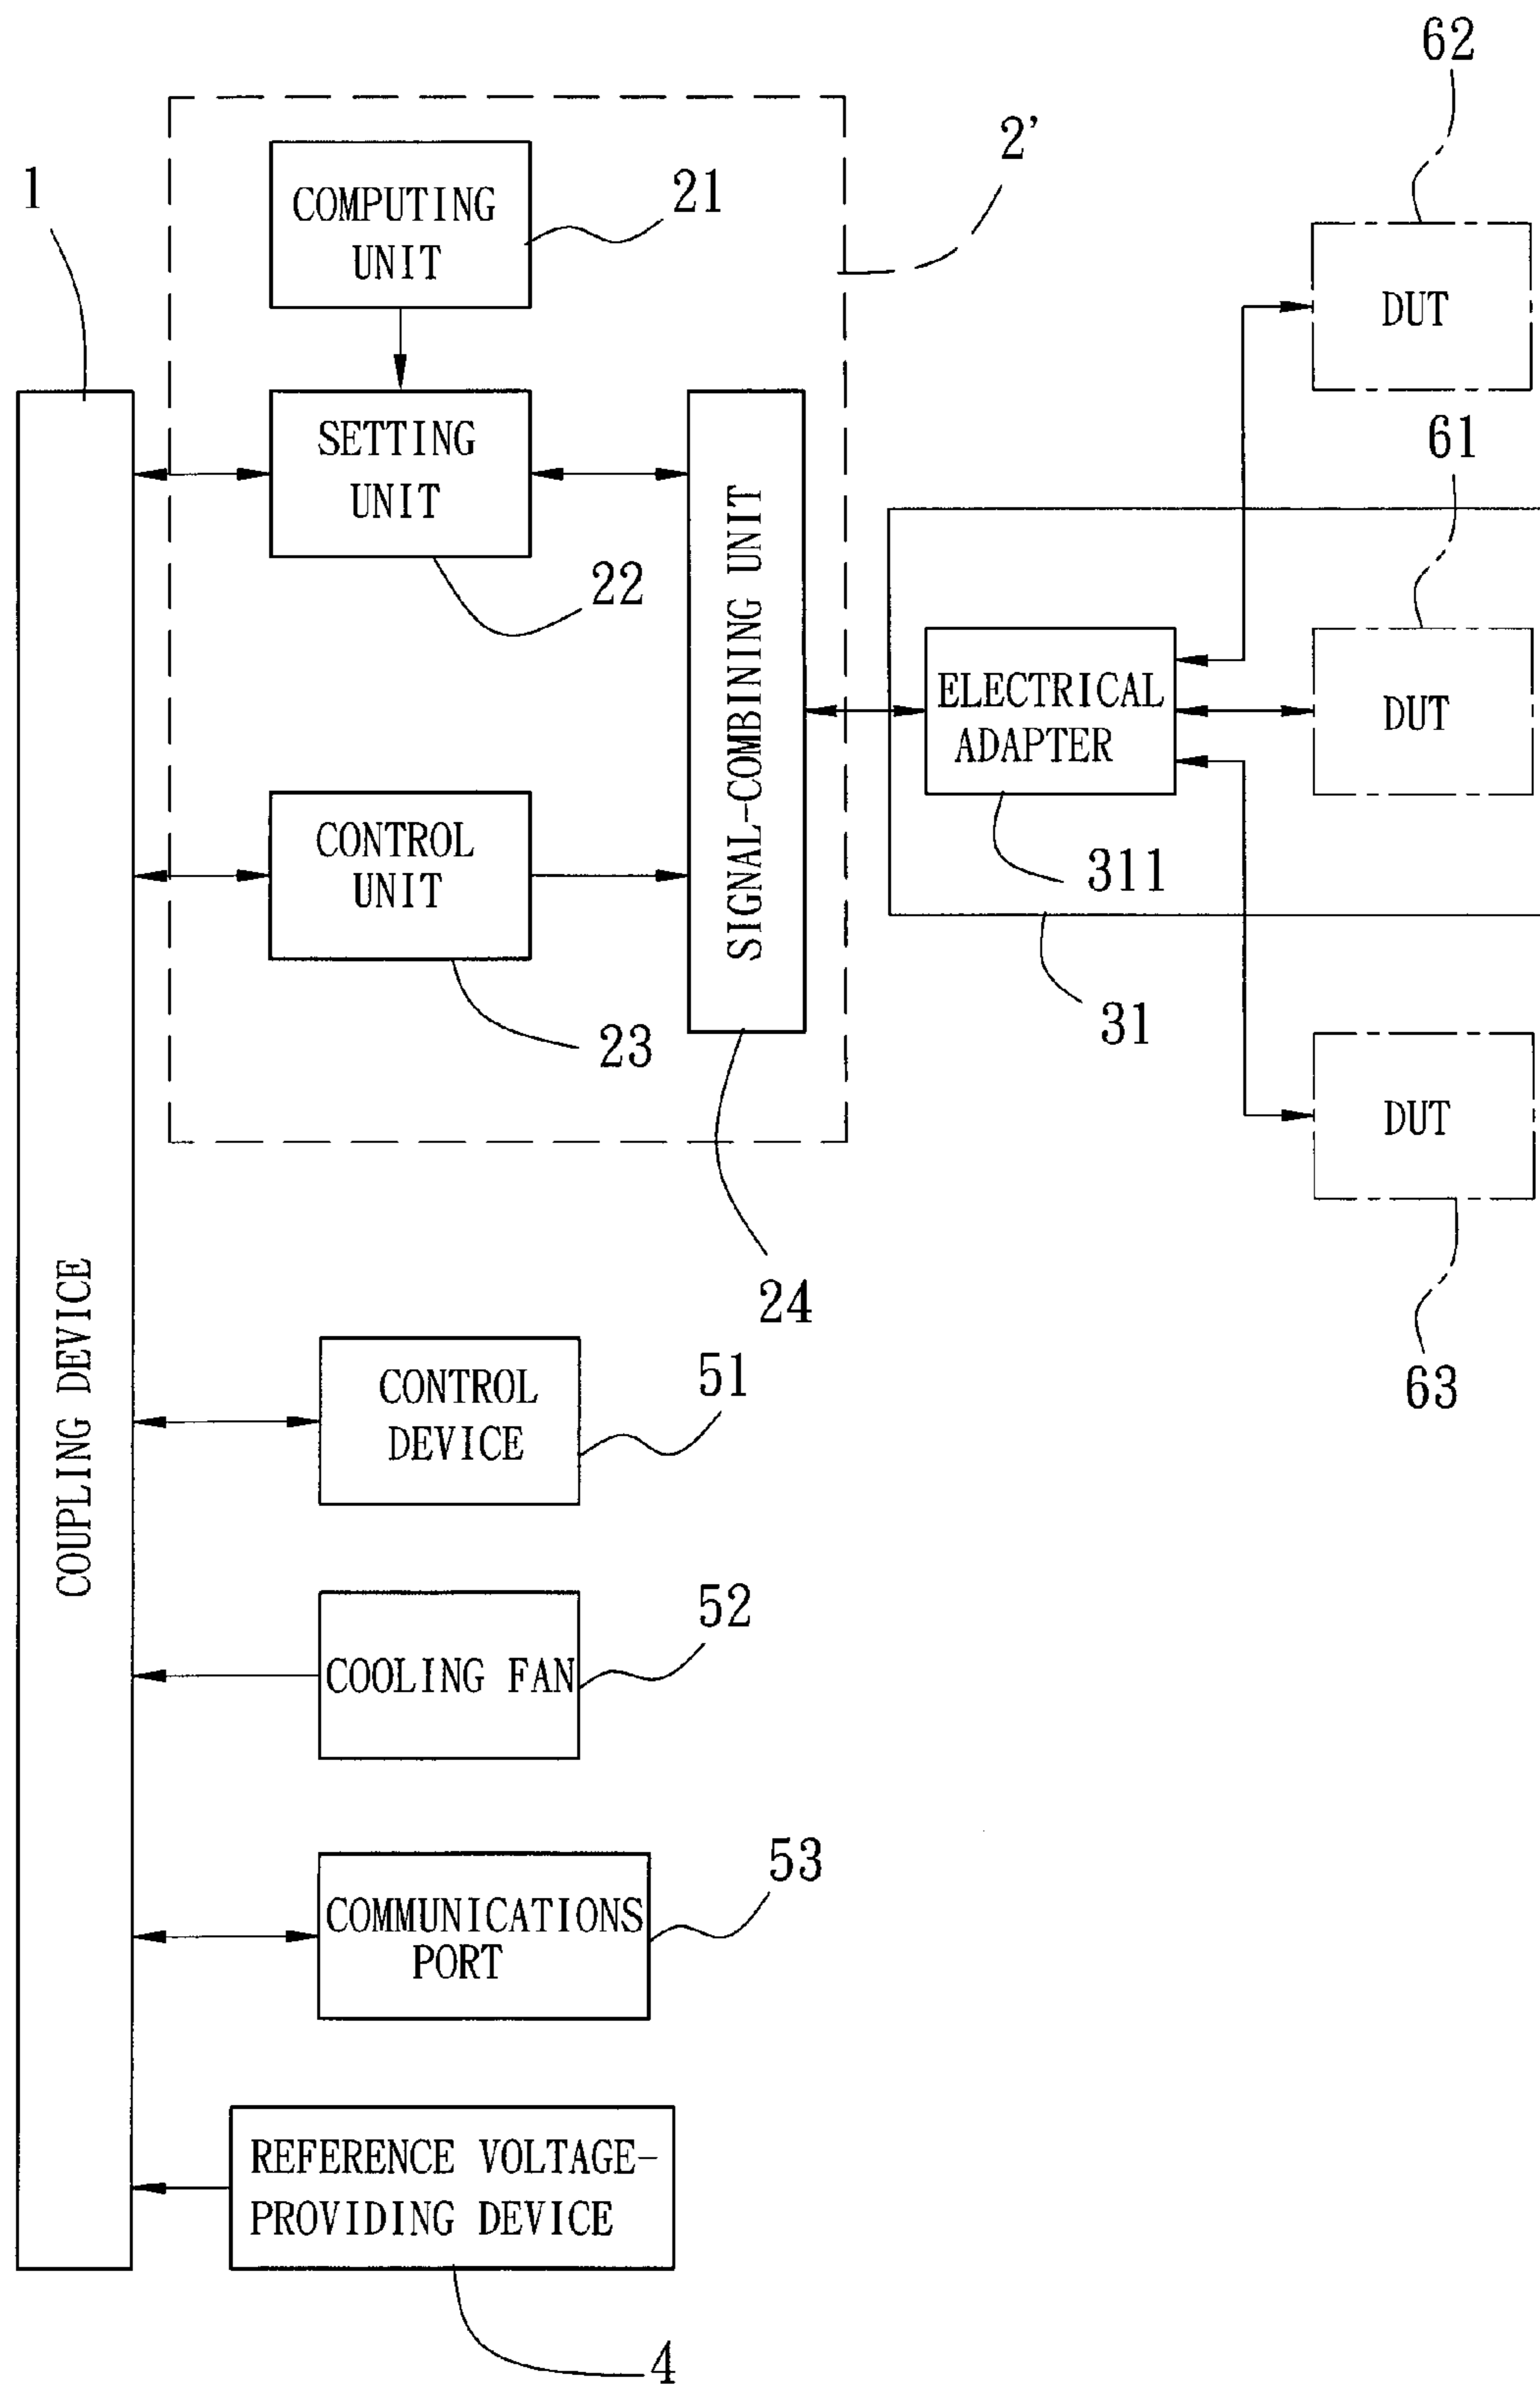 62
2'
1
COMPUTING
UNIT
21
DUT
SETTING
UNIT
61
22
SIGNAL-COMBINING UNIT
ELECTRICAL
ADAPTER
DUT
CONTROL
UNIT
311
23
31
DUT
24
COUPLING DEVICE
CONTROL
DEVICE
51
63
COOLING FAN
52
COMMUNICATIONS
PORT
53
REFERENCE VOLTAGE-
PROVIDING DEVICE
4